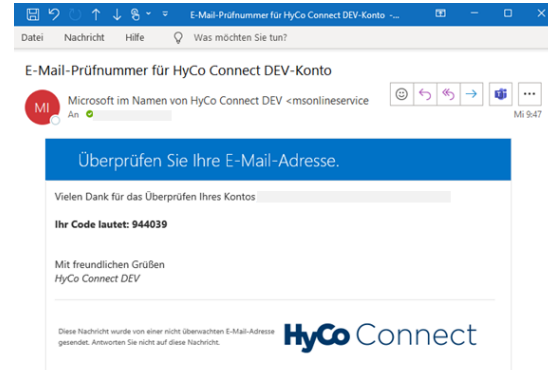 E-Mail-Prüfnummer für HyCo Connect DEV-Konto -...
Datei Nachricht Hilfe Was möchten Sie tun?
E-Mail-Prüfnummer für HyCo Connect DEV-Konto
MI
Microsoft im Namen von HyCo Connect DEV <msonlineservice
An
Mi 9:47
Überprüfen Sie Ihre E-Mail-Adresse.
Vielen Dank für das Überprüfen Ihres Kontos
Ihr Code lautet: 944039
Mit freundlichen Grüßen
HyCo Connect DEV
Diese Nachricht wurde von einer nicht überwachten E-Mail-Adresse
gesendet. Antworten Sie nicht auf diese Nachricht.
HyCo Connect